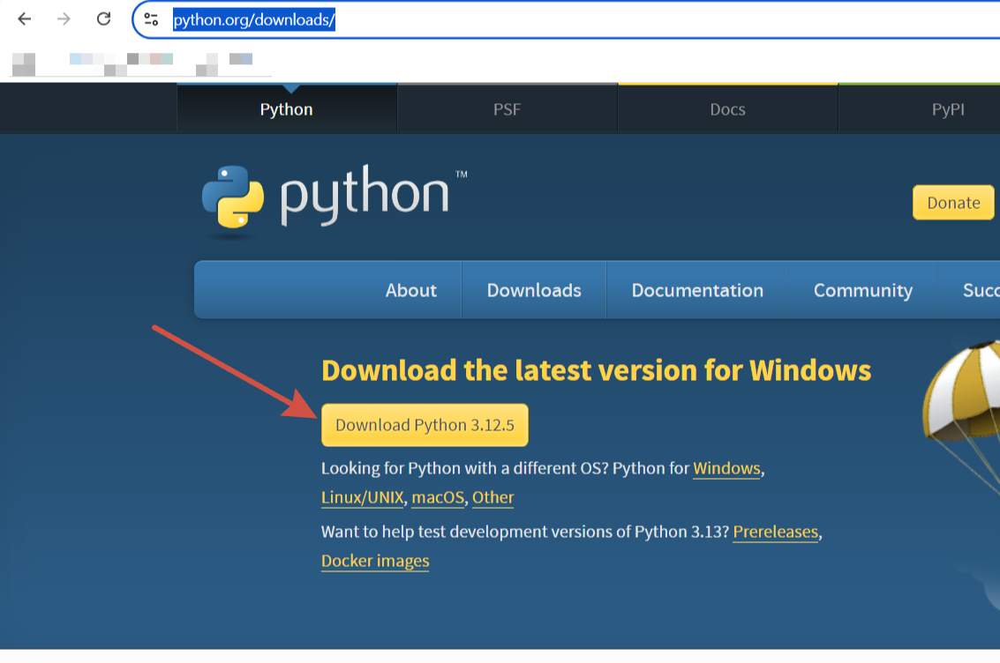 python.org/downloads/
Python PSF Docs PyPI
python™
Donate
About Downloads Documentation Community Succ
Download the latest version for Windows
Download Python 3.12.5
Looking for Python with a different OS? Python for Windows,
Linux/UNIX, macOS, Other
Want to help test development versions of Python 3.13? Prereleases,
Docker images